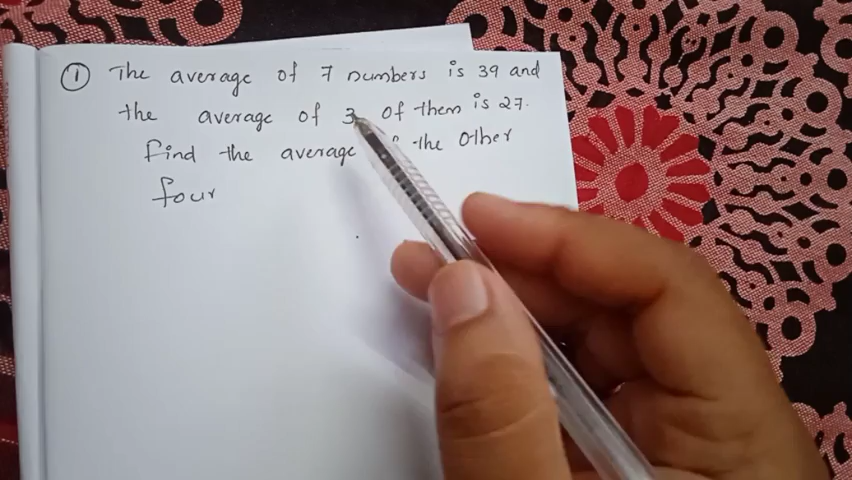 ① The average of 7 numbers is 39 and
the average of 3 of them is 27.
find the average the other
four